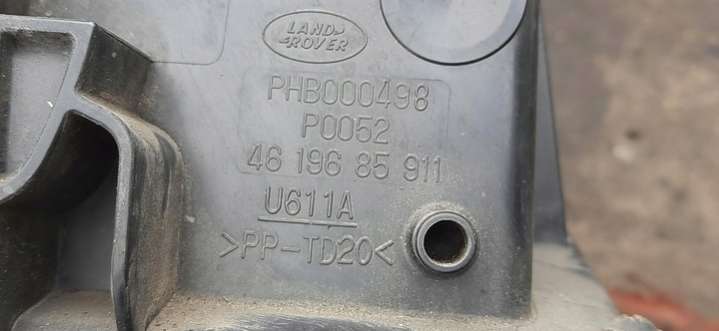 LAND
ROVER
PHB000498
P0052
46 196 85 911
U611A
>PP-TD20<